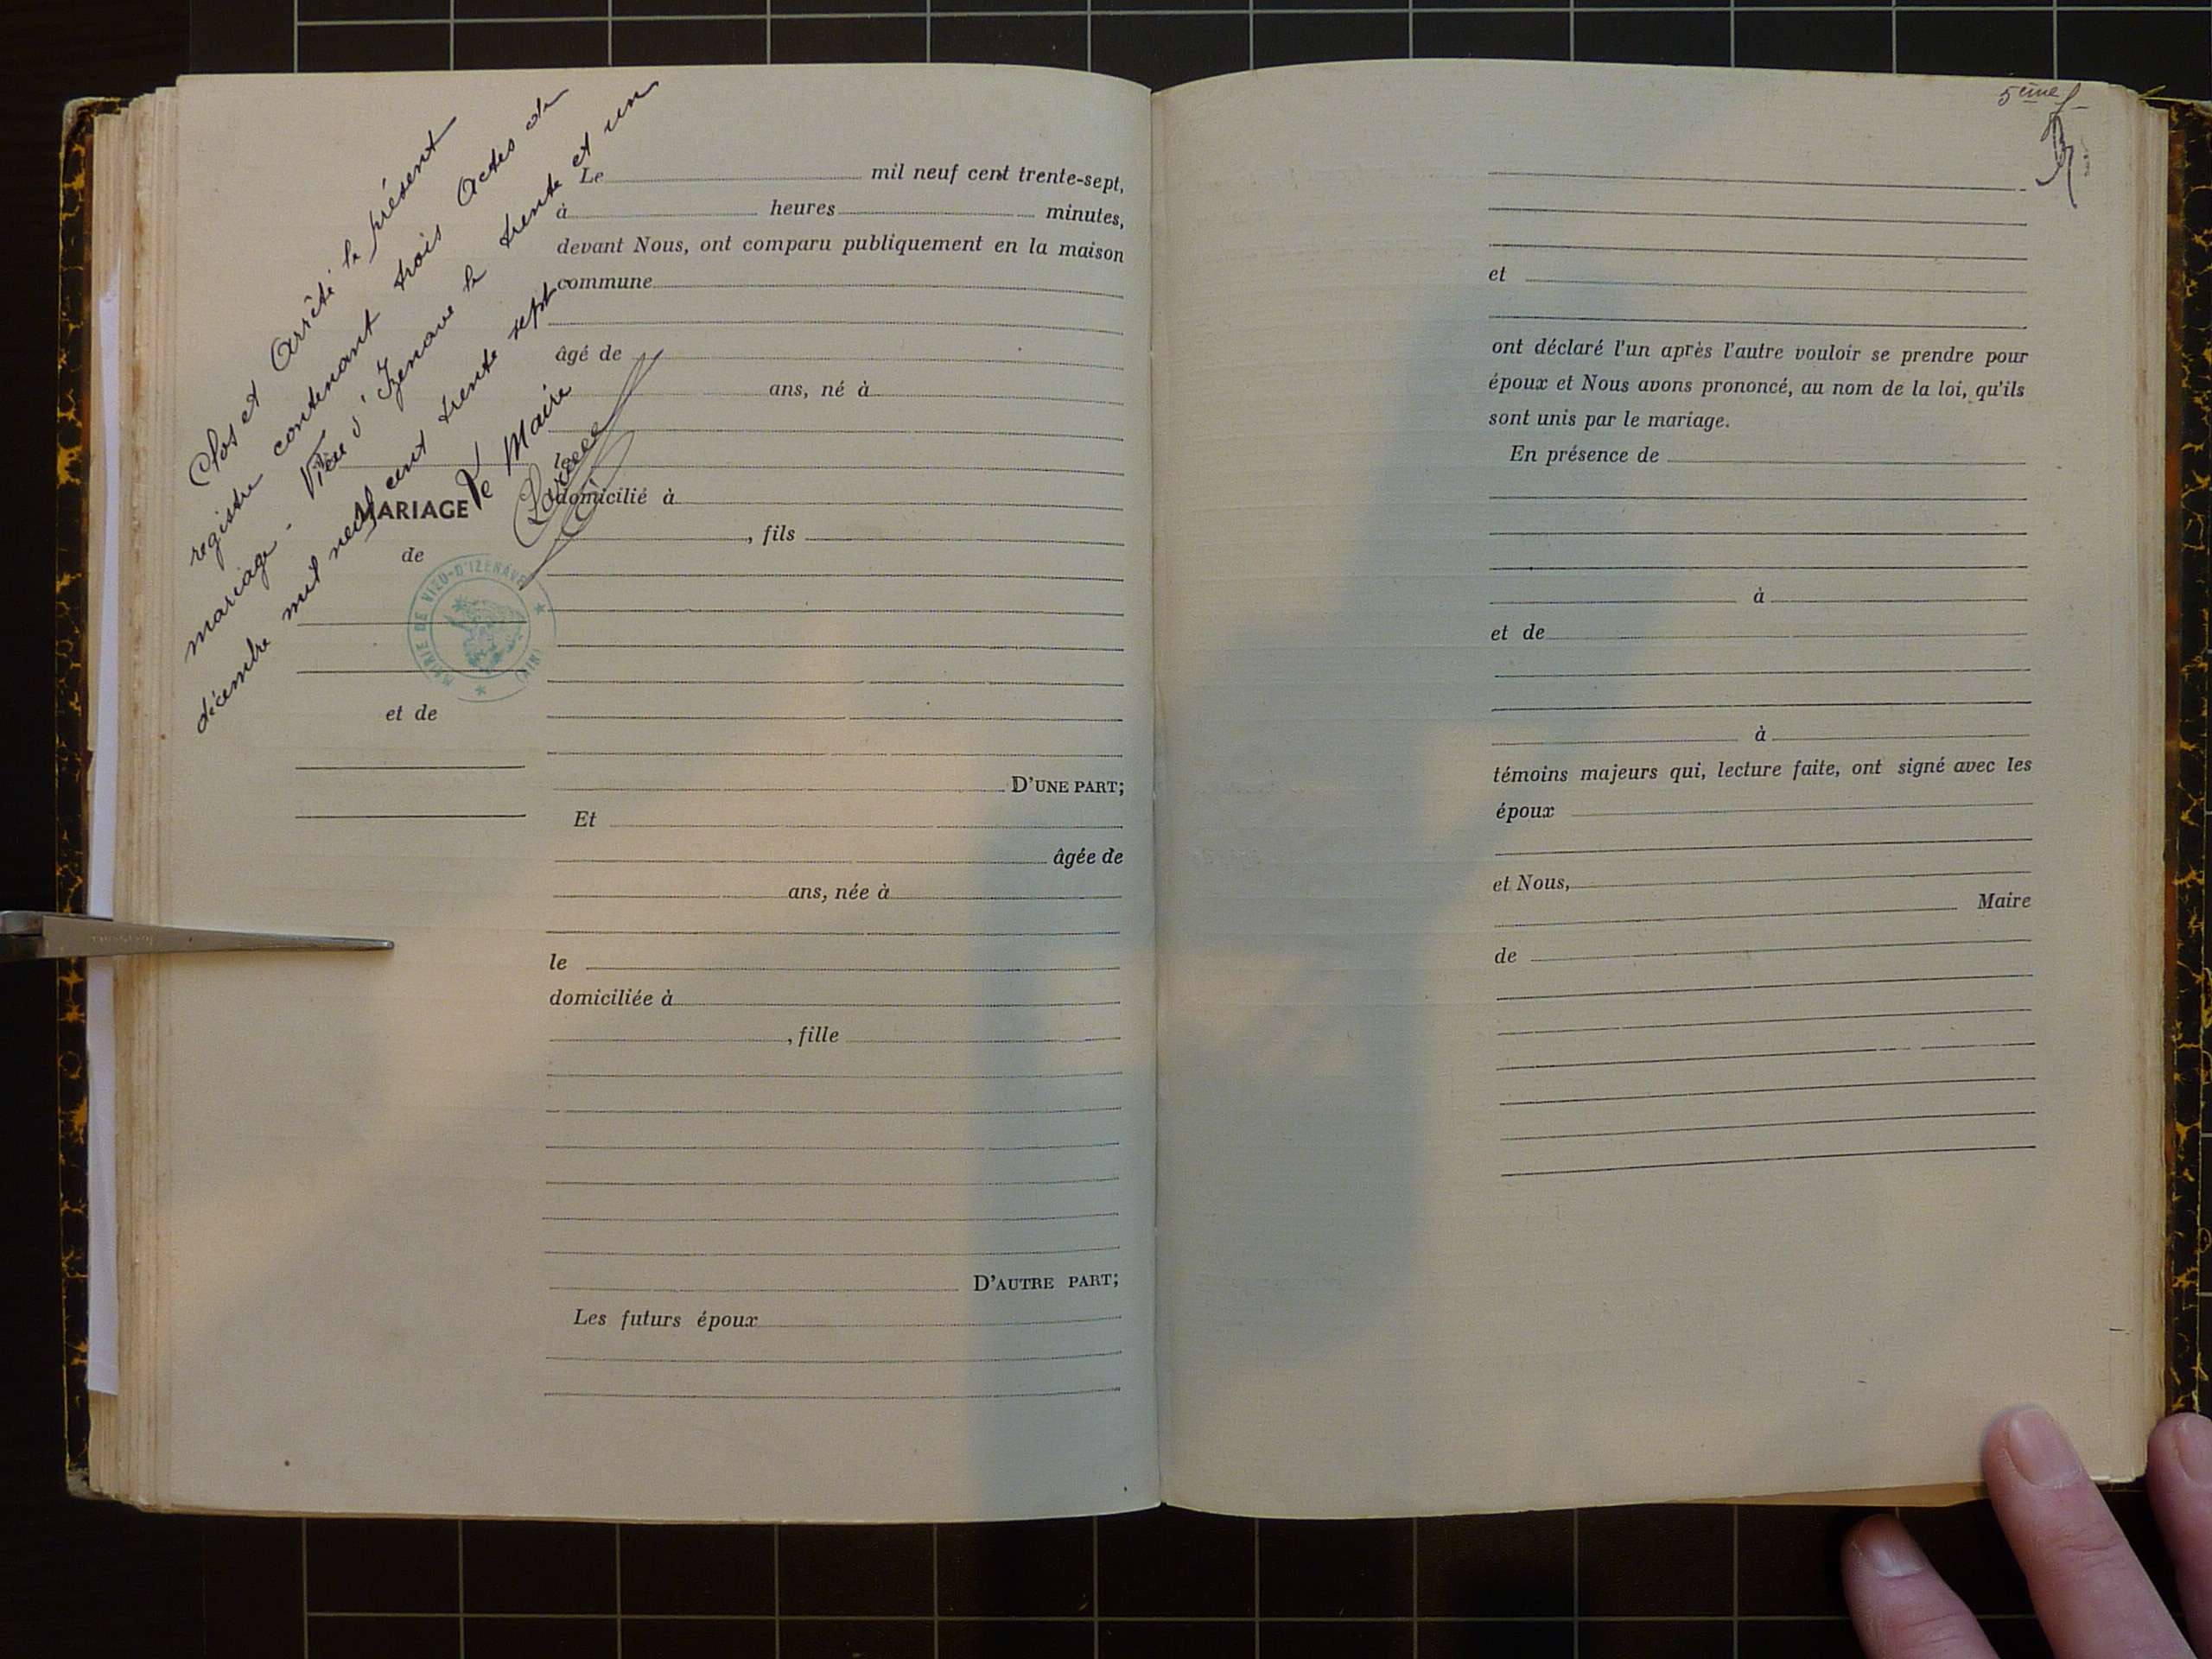 Clos et Arrêté le présent
registre contenant trois Actes de
mariage - Vieu d'Izenave le trente et un
décembre mil neuf cent trente sept
Le Maire
MARIAGE
de
MAIRIE DE VIEU-D'IZENAVE (AIN)
et de
Le mil neuf cent trente-sept,
à heures minutes,
devant Nous, ont comparu publiquement en la maison
commune
âgé de
ans, né à
le
domicilié à
, fils
D'UNE PART;
Et
âgée de
ans, née à
le
domiciliée à
, fille
D'AUTRE PART;
Les futurs époux
5ème f
et
ont déclaré l'un après l'autre vouloir se prendre pour
époux et Nous avons prononcé, au nom de la loi, qu'ils
sont unis par le mariage.
En présence de
à
et de
à
témoins majeurs qui, lecture faite, ont signé avec les
époux
et Nous,
Maire
de